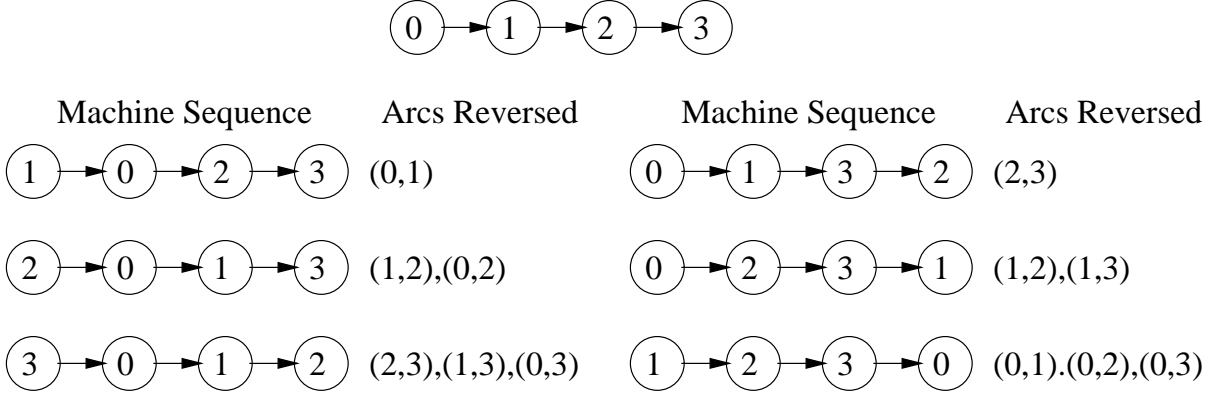 0 1 2 3
Machine Sequence Arcs Reversed Machine Sequence Arcs Reversed
1 0 2 3 (0,1) 0 1 3 2 (2,3)
2 0 1 3 (1,2),(0,2) 0 2 3 1 (1,2),(1,3)
3 0 1 2 (2,3),(1,3),(0,3) 1 2 3 0 (0,1).(0,2),(0,3)